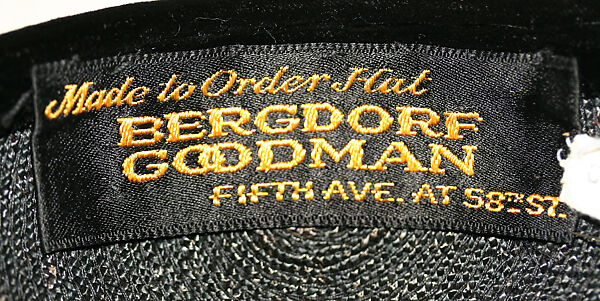 Made to Order Hat
BERGDORF
GOODMAN
FIFTH AVE. AT 58TH ST.